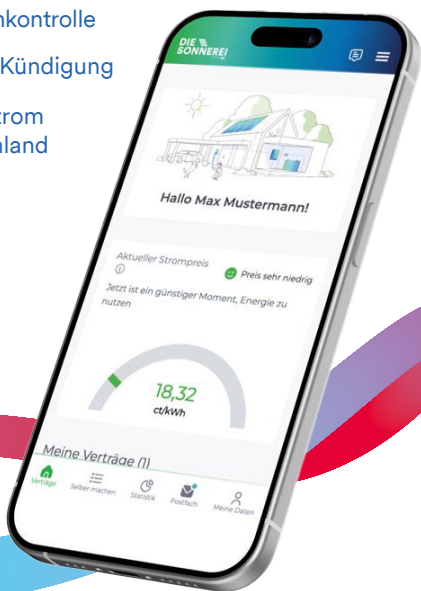 nkontrolle
Kündigung
trom
nland
DIE
SONNEREI
Hallo Max Mustermann!
Aktueller Strompreis
Preis sehr niedrig
Jetzt ist ein günstiger Moment, Energie zu
nutzen
18,32
ct/kWh
Meine Verträge (1)
Verträge
Selber machen
Statistik
Postfach
Meine Daten